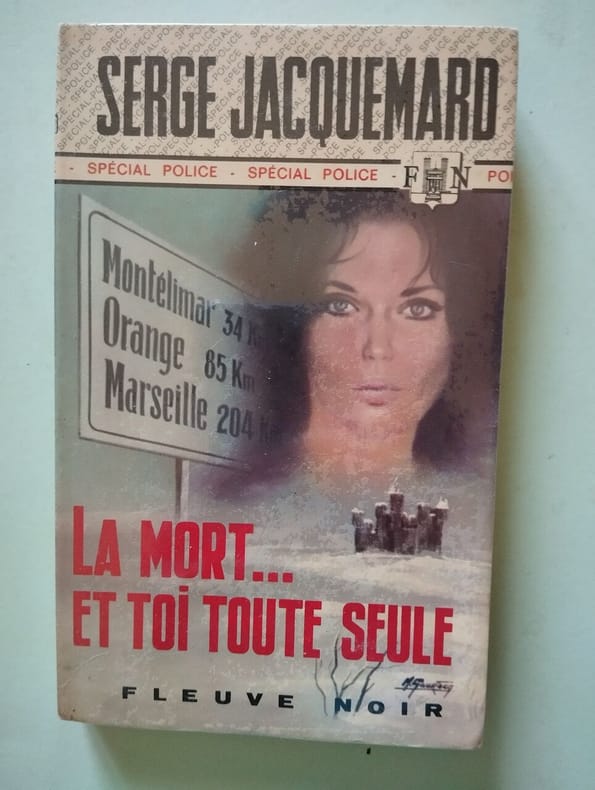 SERGE JACQUEMARD
- SPÉCIAL POLICE - SPÉCIAL POLICE - F N PO
Montélimar 34 K
Orange 85 Km
Marseille 204 K
LA MORT...
ET TOI TOUTE SEULE
FLEUVE NOIR